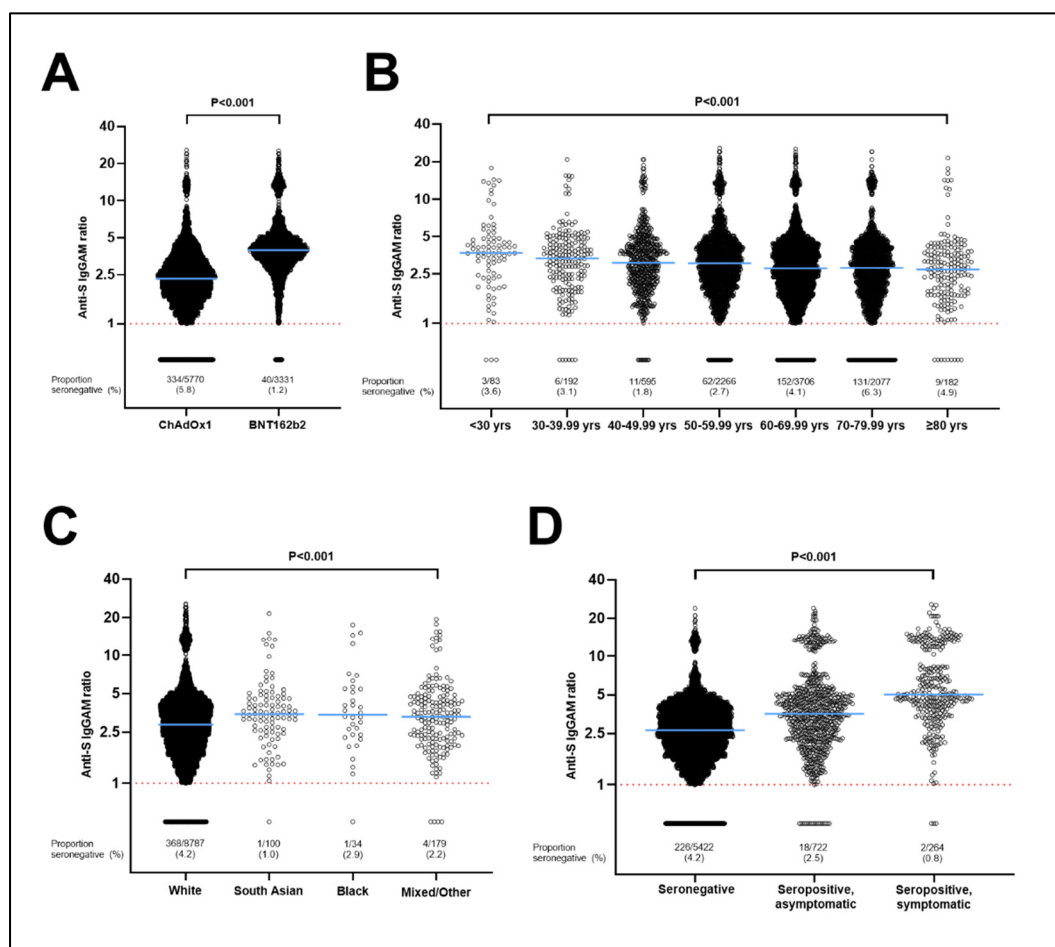 A
P<0.001
Anti-S IgGAM ratio
40
20
10
5
2.5
1
Proportion
seronegative (%)
334/5770
(5.8)
40/3331
(1.2)
ChAdOx1
BNT162b2
B
P<0.001
Anti-S IgGAM ratio
40
20
10
5
2.5
1
3/83
(3.6)
6/192
(3.1)
11/595
(1.8)
62/2266
(2.7)
152/3706
(4.1)
131/2077
(6.3)
9/182
(4.9)
<30 yrs
30-39.99 yrs
40-49.99 yrs
50-59.99 yrs
60-69.99 yrs
70-79.99 yrs
≥80 yrs
C
P<0.001
Anti-S IgGAM ratio
40
20
10
5
2.5
1
Proportion
seronegative (%)
368/8787
(4.2)
1/100
(1.0)
1/34
(2.9)
4/179
(2.2)
White
South Asian
Black
Mixed/Other
D
P<0.001
Anti-S IgGAM ratio
40
20
10
5
2.5
1
Proportion
seronegative (%)
226/5422
(4.2)
18/722
(2.5)
2/264
(0.8)
Seronegative
Seropositive,
asymptomatic
Seropositive,
symptomatic